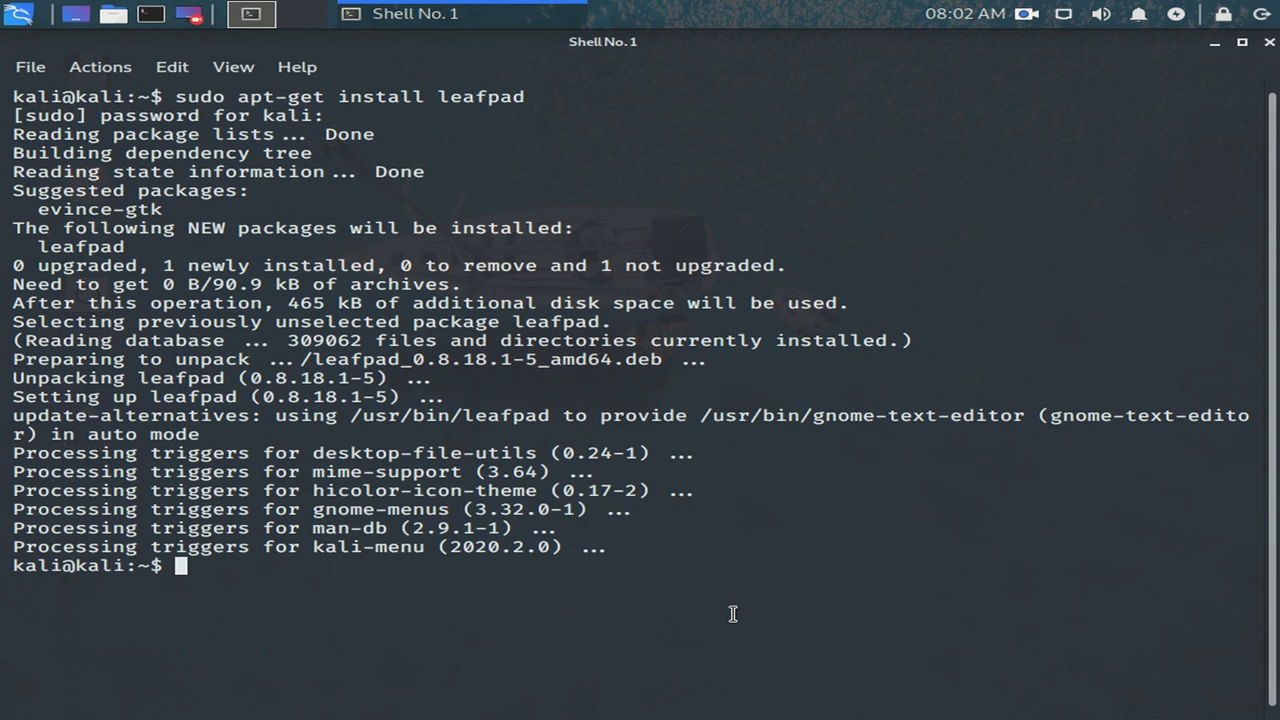 Shell No. 1
08:02 AM
Shell No. 1
File Actions Edit View Help
kali@kali:~$ sudo apt-get install leafpad
[sudo] password for kali:
Reading package lists... Done
Building dependency tree
Reading state information... Done
Suggested packages:
  evince-gtk
The following NEW packages will be installed:
  leafpad
0 upgraded, 1 newly installed, 0 to remove and 1 not upgraded.
Need to get 0 B/90.9 kB of archives.
After this operation, 465 kB of additional disk space will be used.
Selecting previously unselected package leafpad.
(Reading database ... 309062 files and directories currently installed.)
Preparing to unpack .../leafpad_0.8.18.1-5_amd64.deb ...
Unpacking leafpad (0.8.18.1-5) ...
Setting up leafpad (0.8.18.1-5) ...
update-alternatives: using /usr/bin/leafpad to provide /usr/bin/gnome-text-editor (gnome-text-edito
r) in auto mode
Processing triggers for desktop-file-utils (0.24-1) ...
Processing triggers for mime-support (3.64) ...
Processing triggers for hicolor-icon-theme (0.17-2) ...
Processing triggers for gnome-menus (3.32.0-1) ...
Processing triggers for man-db (2.9.1-1) ...
Processing triggers for kali-menu (2020.2.0) ...
kali@kali:~$